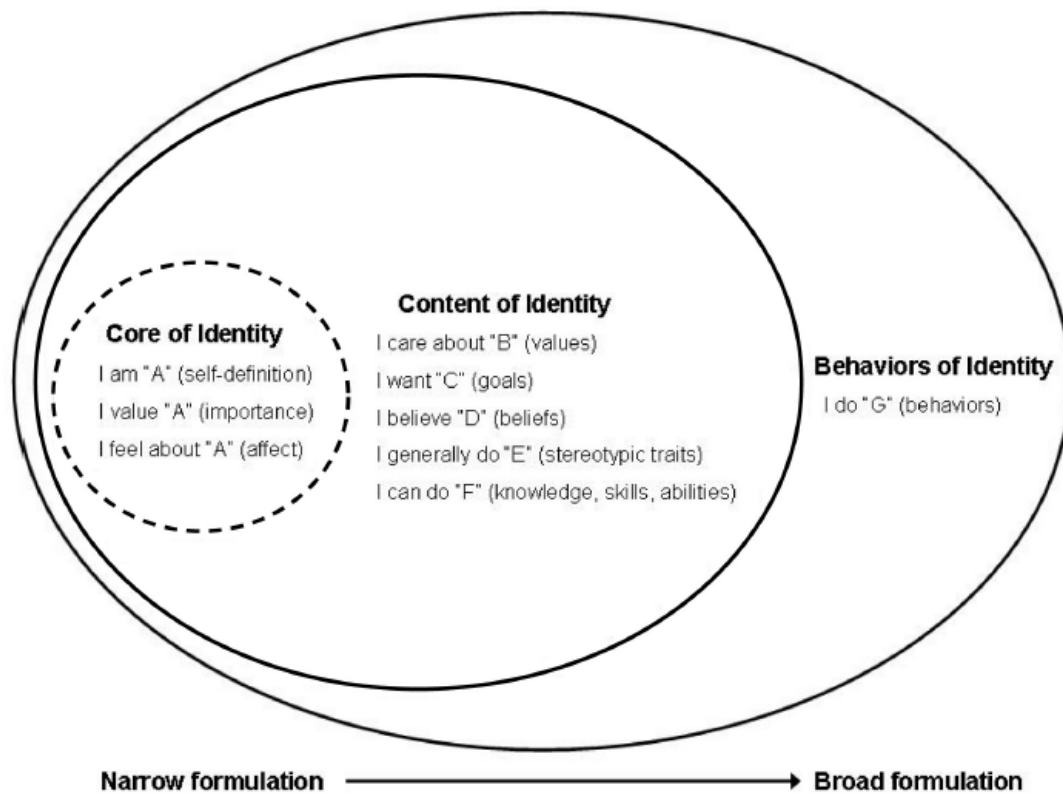 Core of Identity
I am "A" (self-definition)
I value "A" (importance)
I feel about "A" (affect)
Content of Identity
I care about "B" (values)
I want "C" (goals)
I believe "D" (beliefs)
I generally do "E" (stereotypic traits)
I can do "F" (knowledge, skills, abilities)
Behaviors of Identity
I do "G" (behaviors)
Narrow formulation
Broad formulation